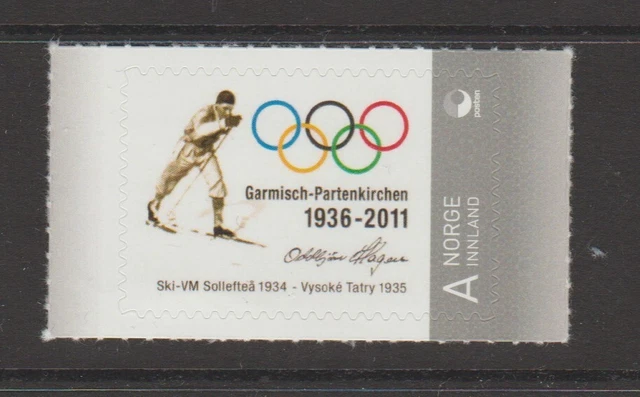 Garmisch-Partenkirchen
1936-2011
Oddbjørn Hagen
Ski-VM Sollefteå 1934 - Vysoké Tatry 1935
posten
A NORGE
INNLAND